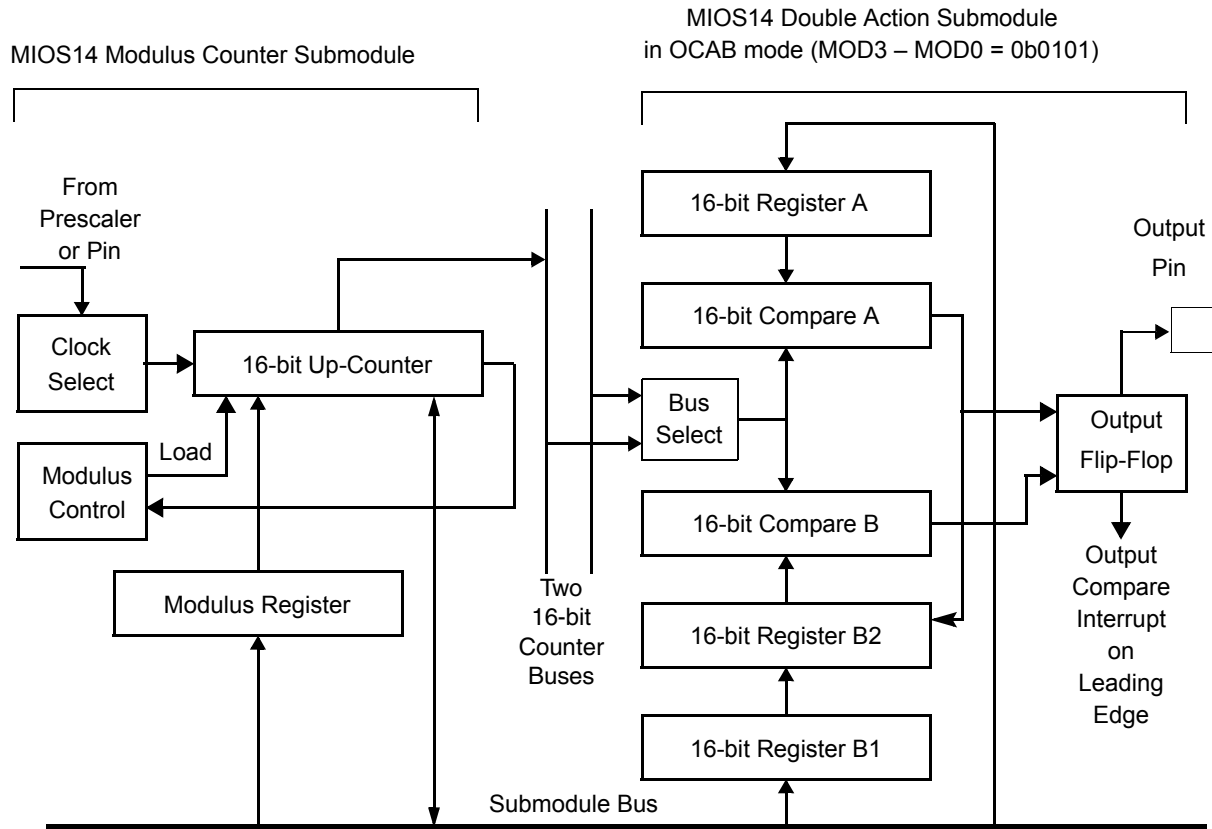 MIOS14 Modulus Counter Submodule
MIOS14 Double Action Submodule
in OCAB mode (MOD3 – MOD0 = 0b0101)
From
Prescaler
or Pin
Clock
Select
16-bit Up-Counter
Load
Modulus
Control
Modulus Register
Two
16-bit
Counter
Buses
Bus
Select
16-bit Register A
16-bit Compare A
16-bit Compare B
16-bit Register B2
16-bit Register B1
Output
Pin
Output
Flip-Flop
Output
Compare
Interrupt
on
Leading
Edge
Submodule Bus